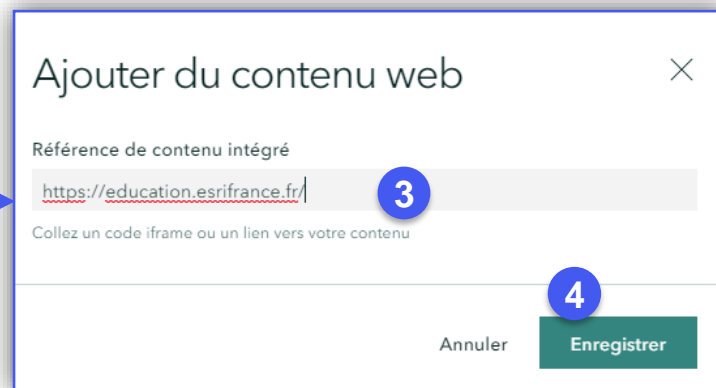 Ajouter du contenu web
Référence de contenu intégré
https://education.esrifrance.fr/
3
Collez un code iframe ou un lien vers votre contenu
4
Annuler
Enregistrer